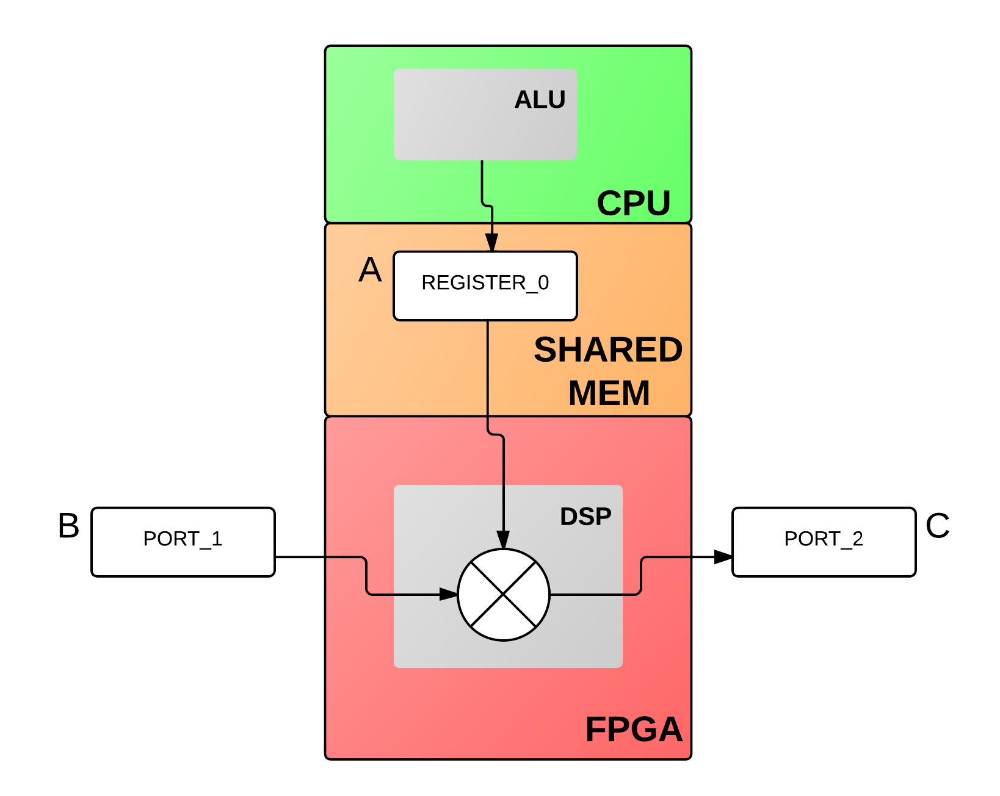 ALU
CPU
A
REGISTER_0
SHARED
MEM
B
PORT_1
DSP
PORT_2
C
FPGA